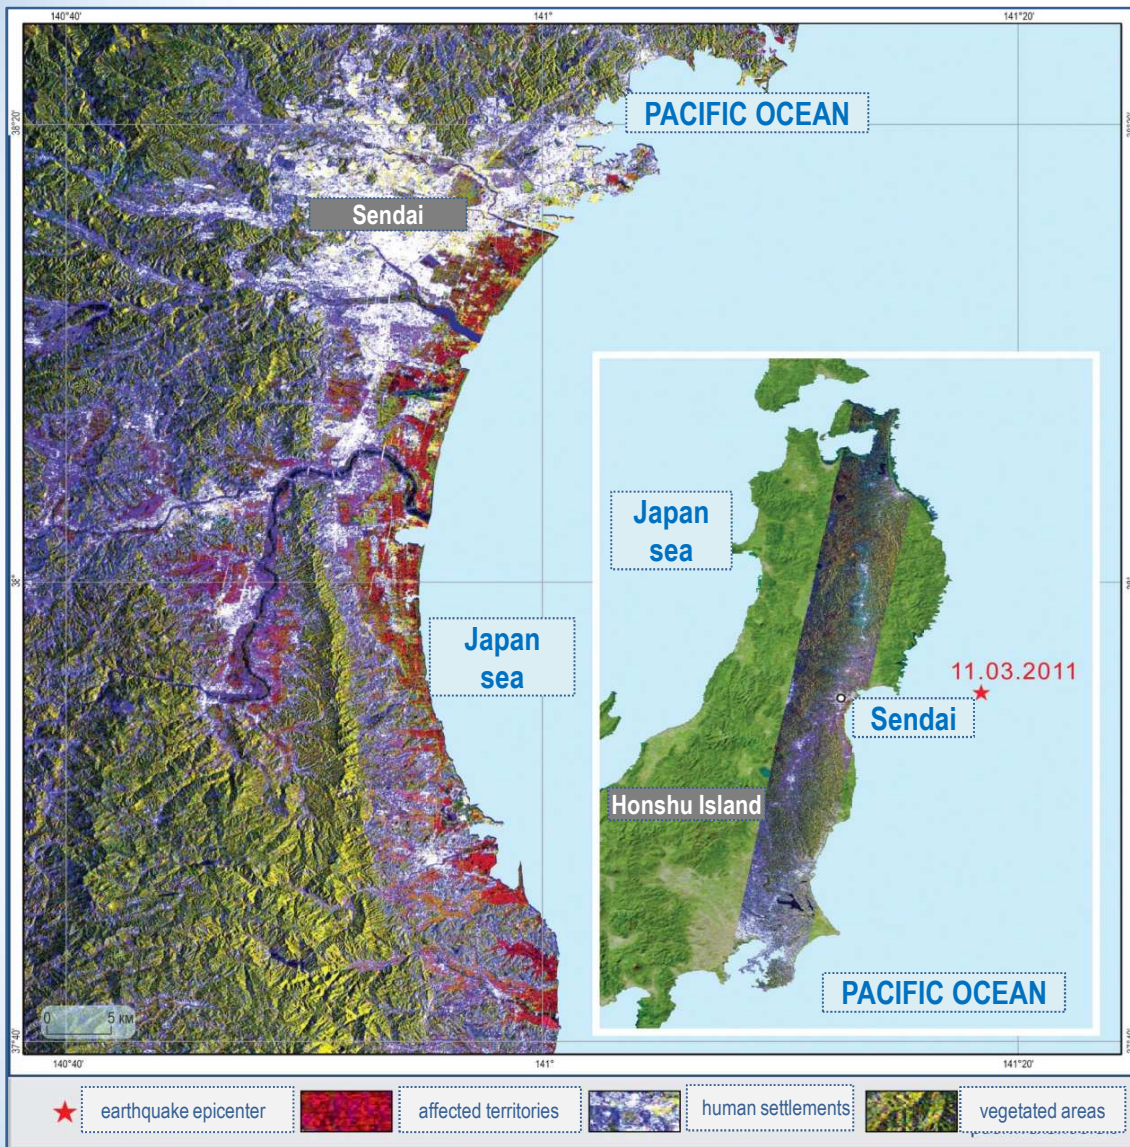 140°40'
141°
141°20'
38°20'
PACIFIC OCEAN
Sendai
Japan
sea
11.03.2011
Sendai
38°
Japan
sea
Honshu Island
PACIFIC OCEAN
0 5 км
37°40'
140°40'
141°
141°20'
earthquake epicenter
affected territories
human settlements
vegetated areas